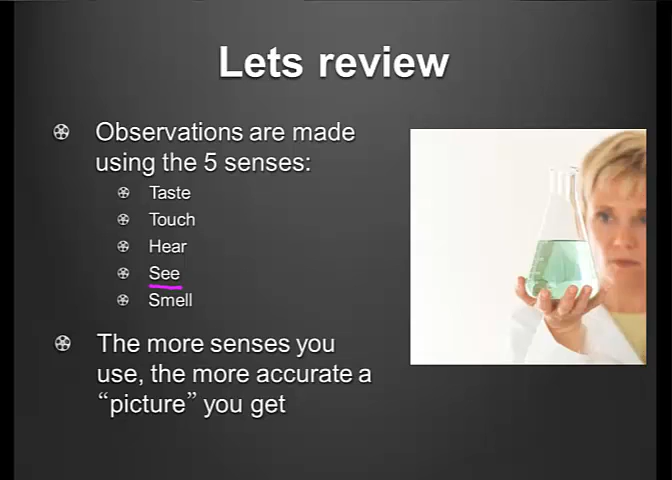 Lets review
Observations are made
using the 5 senses:
Taste
Touch
Hear
See
Smell
The more senses you
use, the more accurate a
“picture” you get